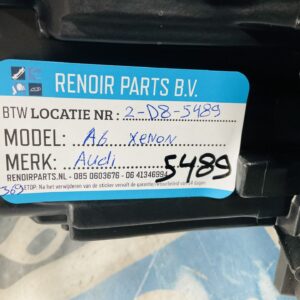 RENOIR PARTS B.V.
BTW LOCATIE NR: 2-D8-5489
MODEL: A6 XENON
MERK: Audi 5489
RENOIRPARTS.NL - 085 0603676 - 06 41346994
STOP: Na het verwijderen van de sticker vervalt de garantie